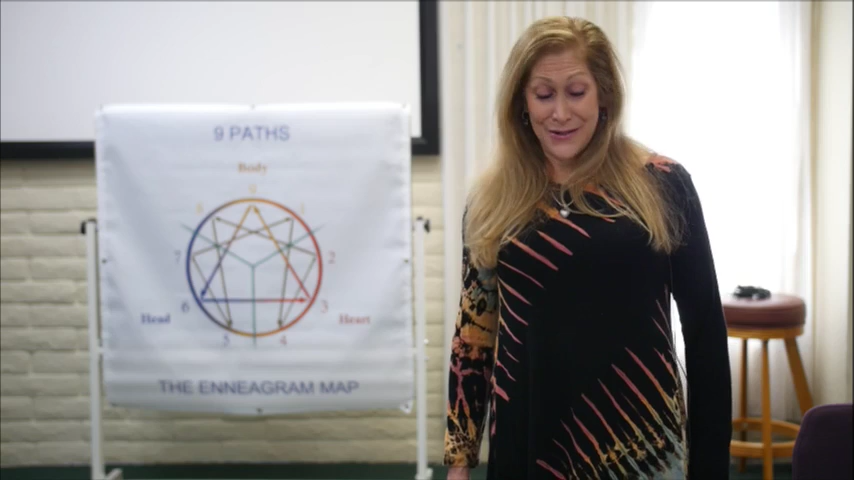 9 PATHS
Body
9
8 1
7 2
6 3
Head Heart
5 4
THE ENNEAGRAM MAP